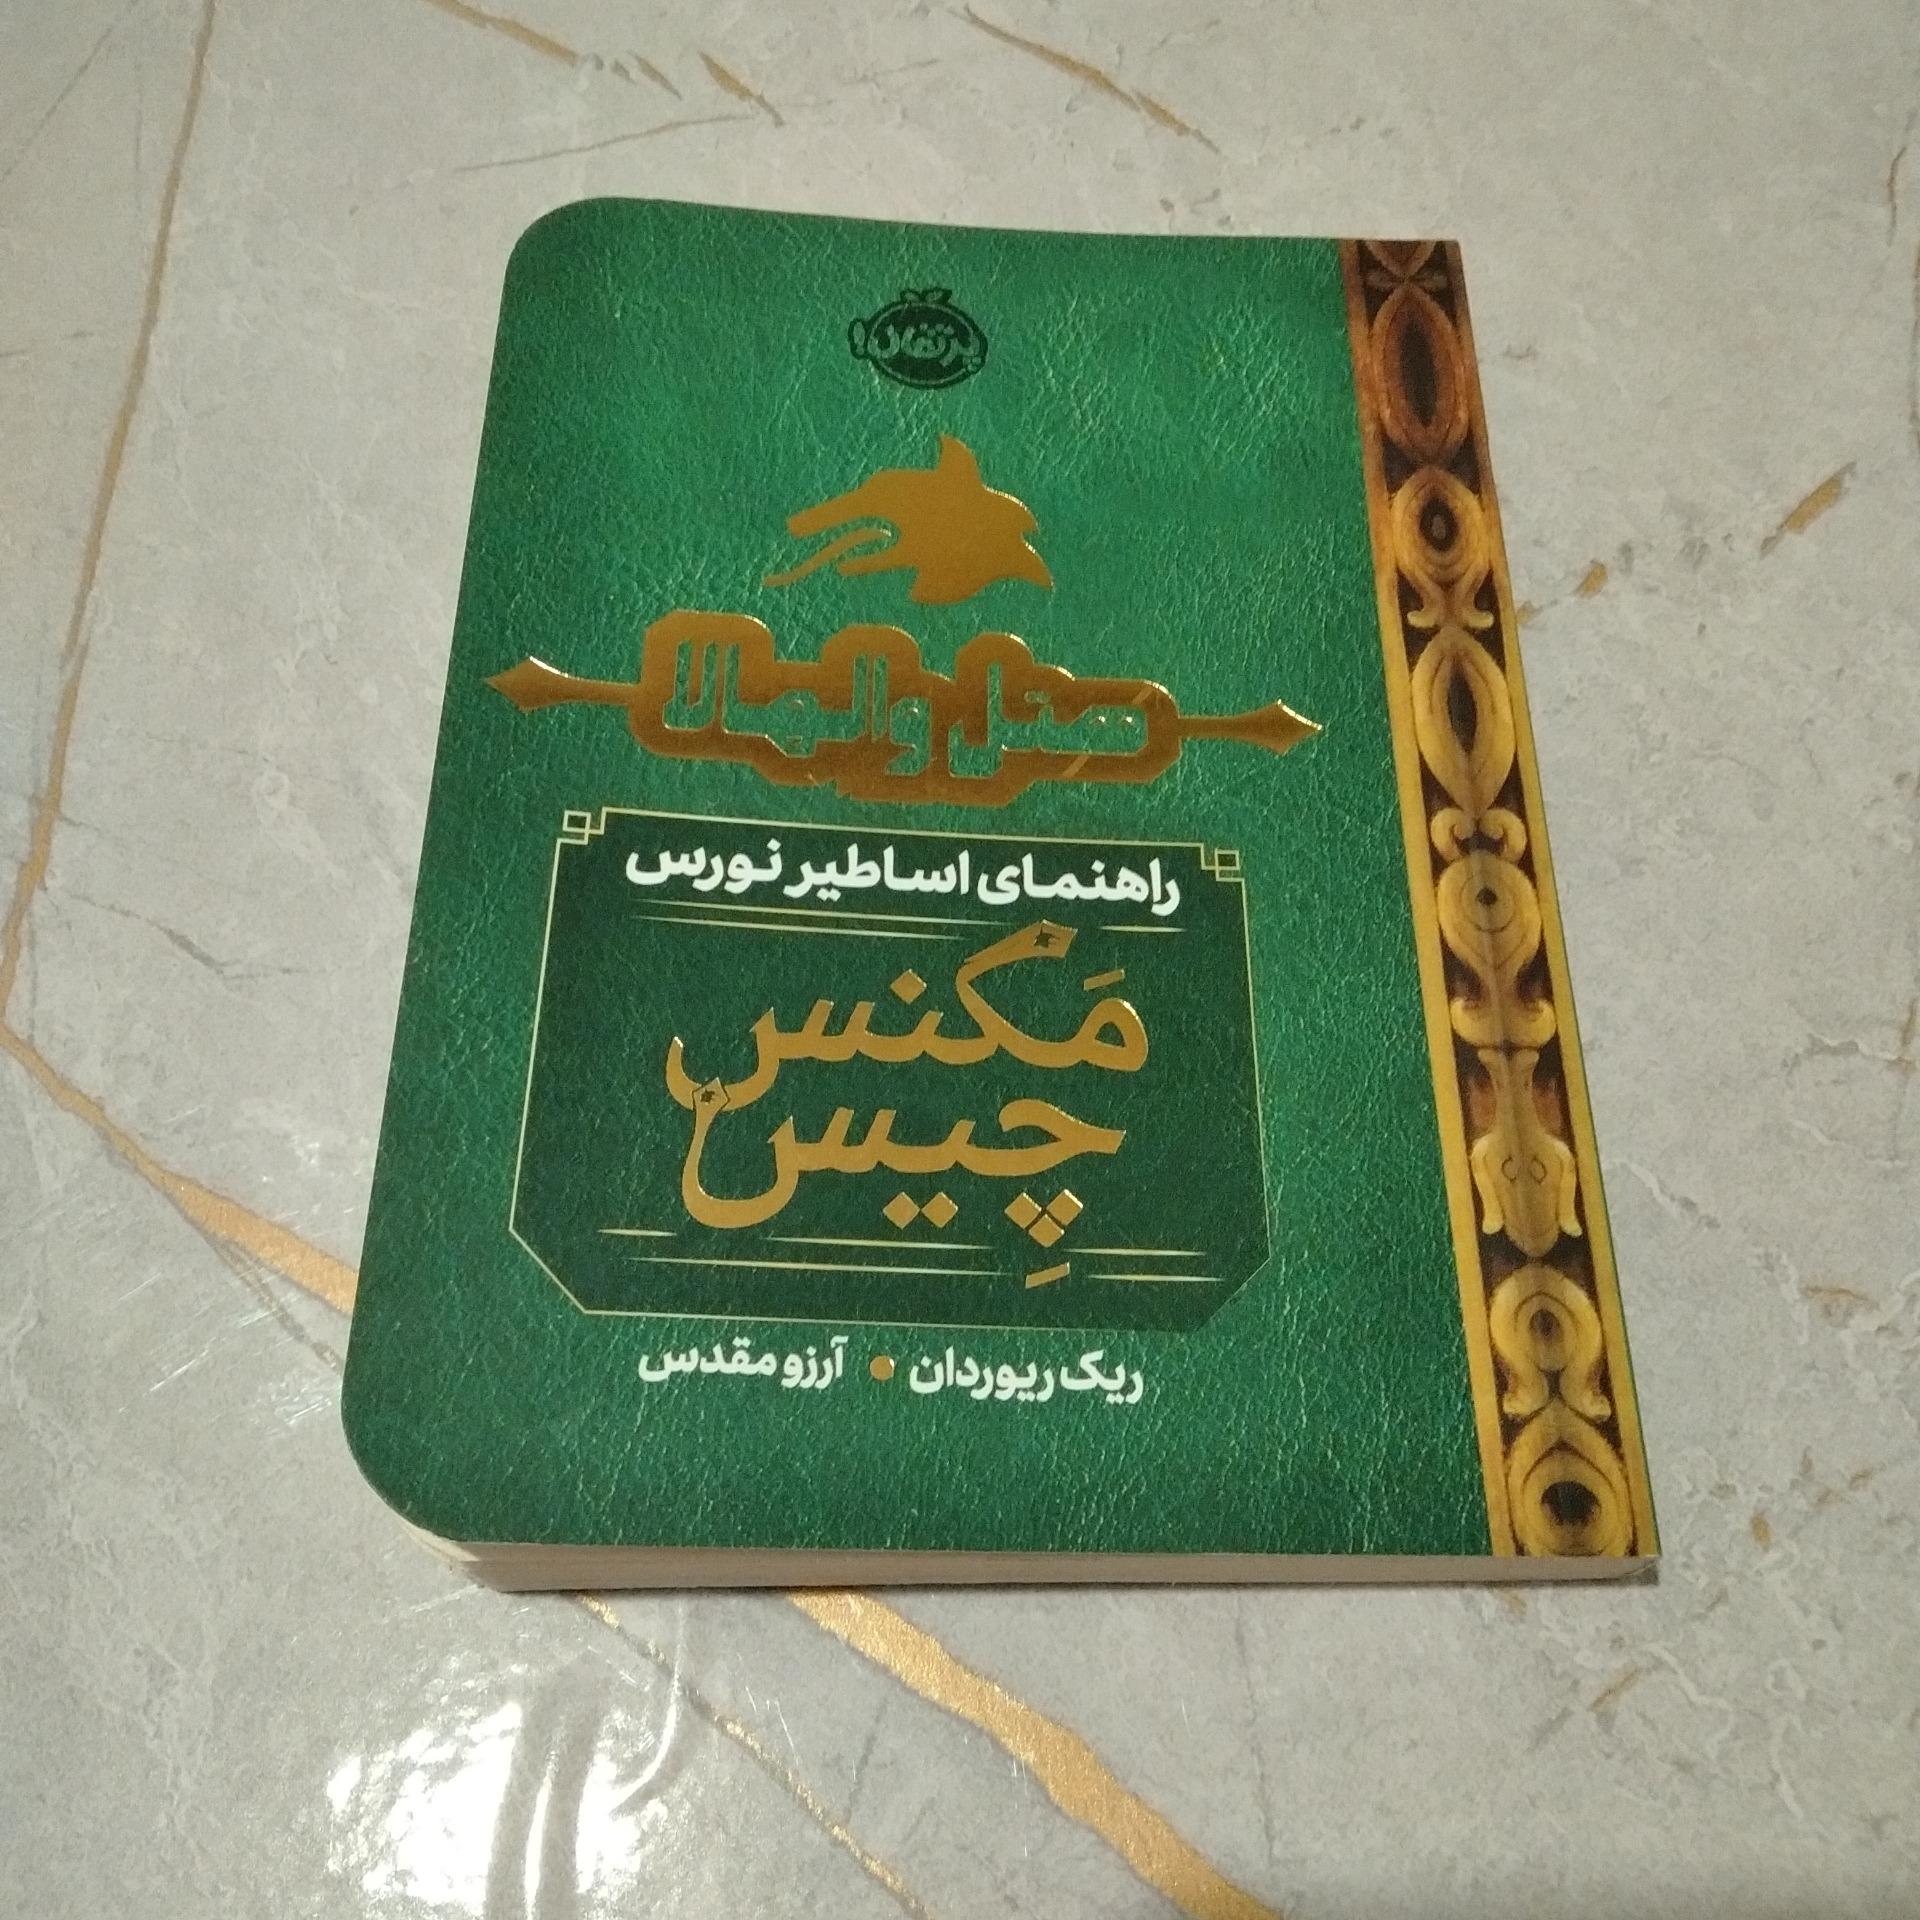 پرتقال!
هتل والهالا
راهنمای اساطیر نورس
مَگنس
چِیس
ریک ریوردان • آرزو مقدس